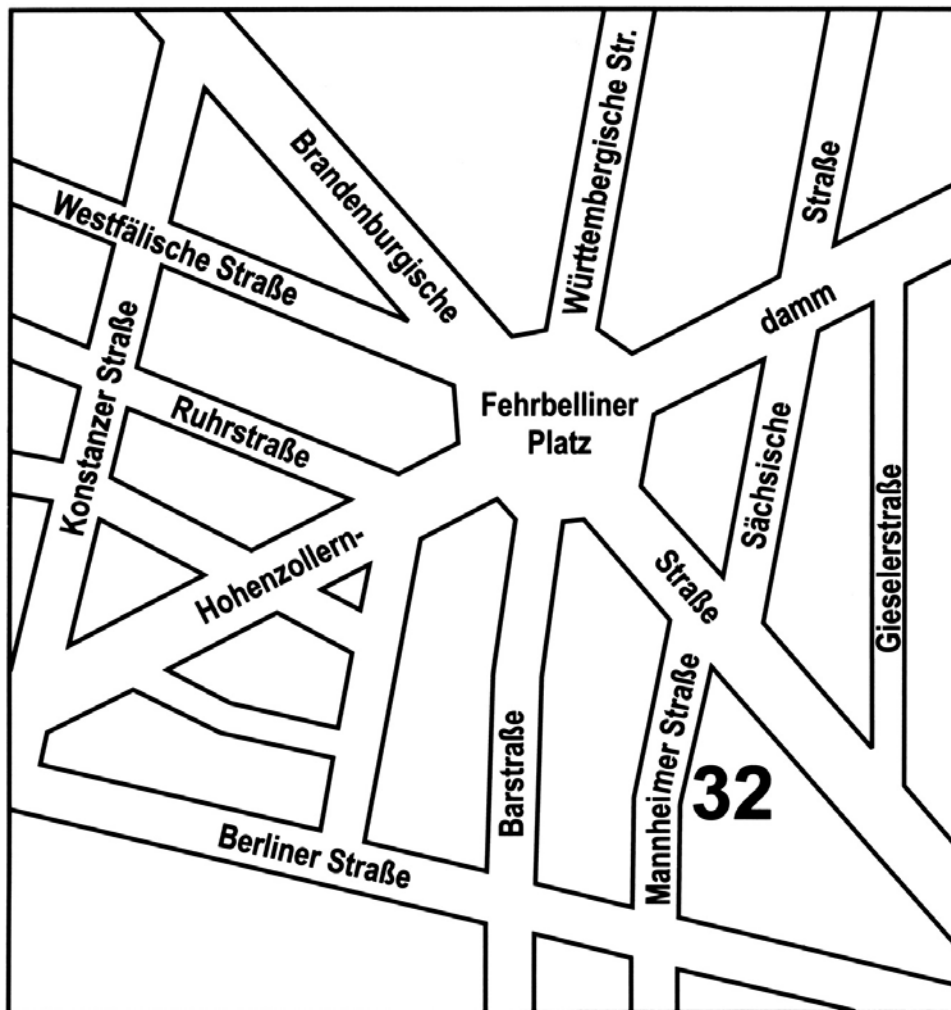 Württembergische Str.
Brandenburgische
Straße
Westfälische Straße
damm
Konstanzer Straße
Fehrbelliner
Platz
Ruhrstraße
Sächsische
Gieselerstraße
Hohenzollern-
Straße
Mannheimer Straße
Barstraße
32
Berliner Straße